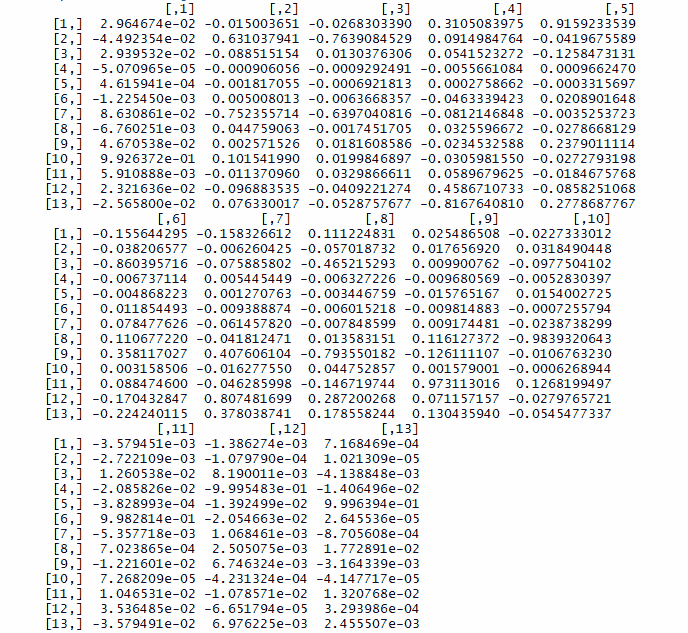 [,1] [,2] [,3] [,4] [,5]
[1,] 2.964674e-02 -0.015003651 -0.0268303390 0.3105083975 0.9159233539
[2,] -4.492354e-02 0.631037941 -0.7639084529 0.0914984764 -0.0419675589
[3,] 2.939532e-02 -0.088515154 0.0130376306 0.0541523272 -0.1258473131
[4,] -5.070965e-05 -0.000906056 -0.0009292491 -0.0055661084 0.0009662470
[5,] 4.615941e-04 -0.001817055 -0.0006921813 0.0002758662 -0.0003315697
[6,] -1.225450e-03 0.005008013 -0.0063668357 -0.0463339423 0.0208901648
[7,] 8.630861e-02 -0.752355714 -0.6397040816 -0.0812146848 -0.0035253723
[8,] -6.760251e-03 0.044759063 -0.0017451705 0.0325596672 -0.0278668129
[9,] 4.670538e-02 0.002571526 0.0181608586 -0.0234532588 0.2379011114
[10,] 9.926372e-01 0.101541990 0.0199846897 -0.0305981550 -0.0272793198
[11,] 5.910888e-03 -0.011370960 0.0329866611 0.0589679625 -0.0184675768
[12,] 2.321636e-02 -0.096883535 -0.0409221274 0.4586710733 -0.0858251068
[13,] -2.565800e-02 0.076330017 -0.0528757677 -0.8167640810 0.2778687767
[,6] [,7] [,8] [,9] [,10]
[1,] -0.155644295 -0.158326612 0.111224831 0.025486508 -0.0227333012
[2,] -0.038206577 -0.006260425 -0.057018732 0.017656920 0.0318490448
[3,] -0.860395716 -0.075885802 -0.465215293 0.009900762 -0.0977504102
[4,] -0.006737114 0.005445449 -0.006327226 -0.009680569 -0.0052830397
[5,] -0.004868223 0.001270763 -0.003446759 -0.015765167 0.0154002725
[6,] 0.011854493 -0.009388874 -0.006015218 -0.009814883 -0.0007255794
[7,] 0.078477626 -0.061457820 -0.007848599 0.009174481 -0.0238738299
[8,] 0.110677220 -0.041812471 0.013583151 0.116127372 -0.9839320643
[9,] 0.358117027 0.407606104 -0.793550182 -0.126111107 -0.0106763230
[10,] 0.003158506 -0.016277550 0.044752857 0.001579001 -0.0006268944
[11,] 0.088474600 -0.046285998 -0.146719744 0.973113016 0.1268199497
[12,] -0.170432847 0.807481699 0.287200268 0.071157157 -0.0279765721
[13,] -0.224240115 0.378038741 0.178558244 0.130435940 -0.0545477337
[,11] [,12] [,13]
[1,] -3.579451e-03 -1.386274e-03 7.168469e-04
[2,] -2.722109e-03 -1.079790e-04 1.021309e-05
[3,] 1.260538e-02 8.190011e-03 -4.138848e-03
[4,] -2.085826e-02 -9.995483e-01 -1.406496e-02
[5,] -3.828993e-04 -1.392499e-02 9.996394e-01
[6,] 9.982814e-01 -2.054663e-02 2.645536e-05
[7,] -5.357718e-03 1.068461e-03 -8.705608e-04
[8,] 7.023865e-04 2.505075e-03 1.772891e-02
[9,] -1.221601e-02 6.746324e-03 -3.164339e-03
[10,] 7.268209e-05 -4.231324e-04 -4.147717e-05
[11,] 1.046531e-02 -1.078571e-02 1.320768e-02
[12,] 3.536485e-02 -6.651794e-05 3.293986e-04
[13,] -3.579491e-02 6.976225e-03 2.455507e-03